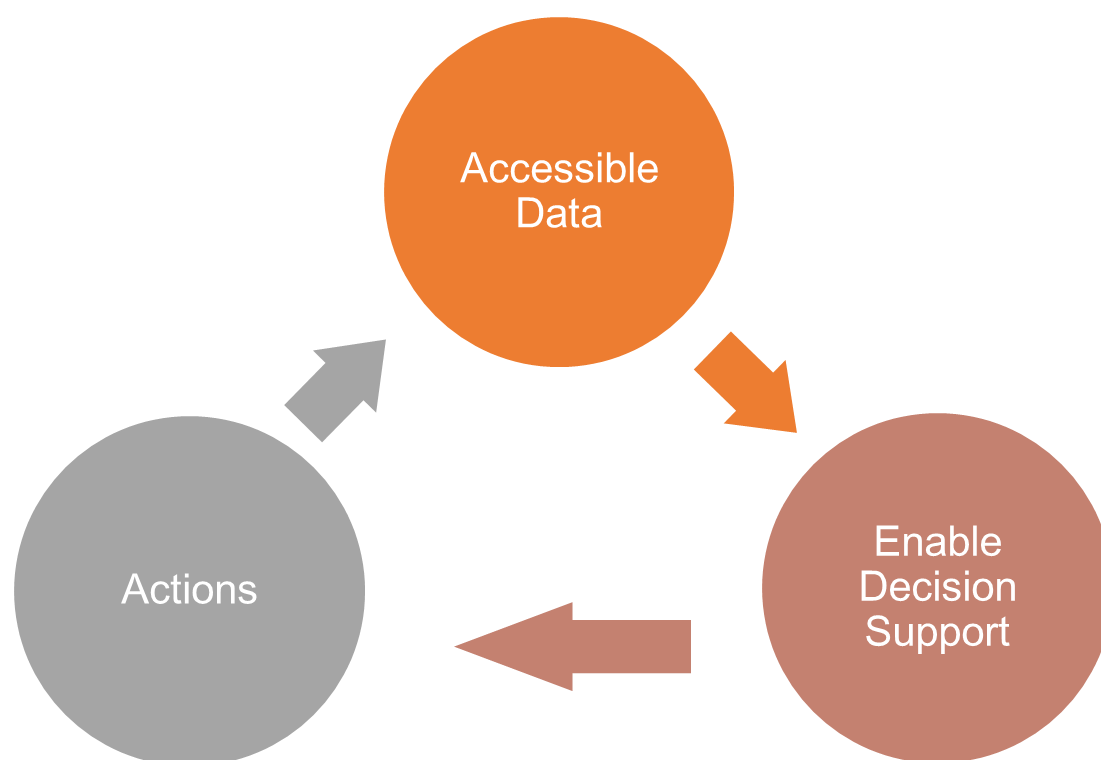 Accessible
Data
Enable
Decision
Support
Actions